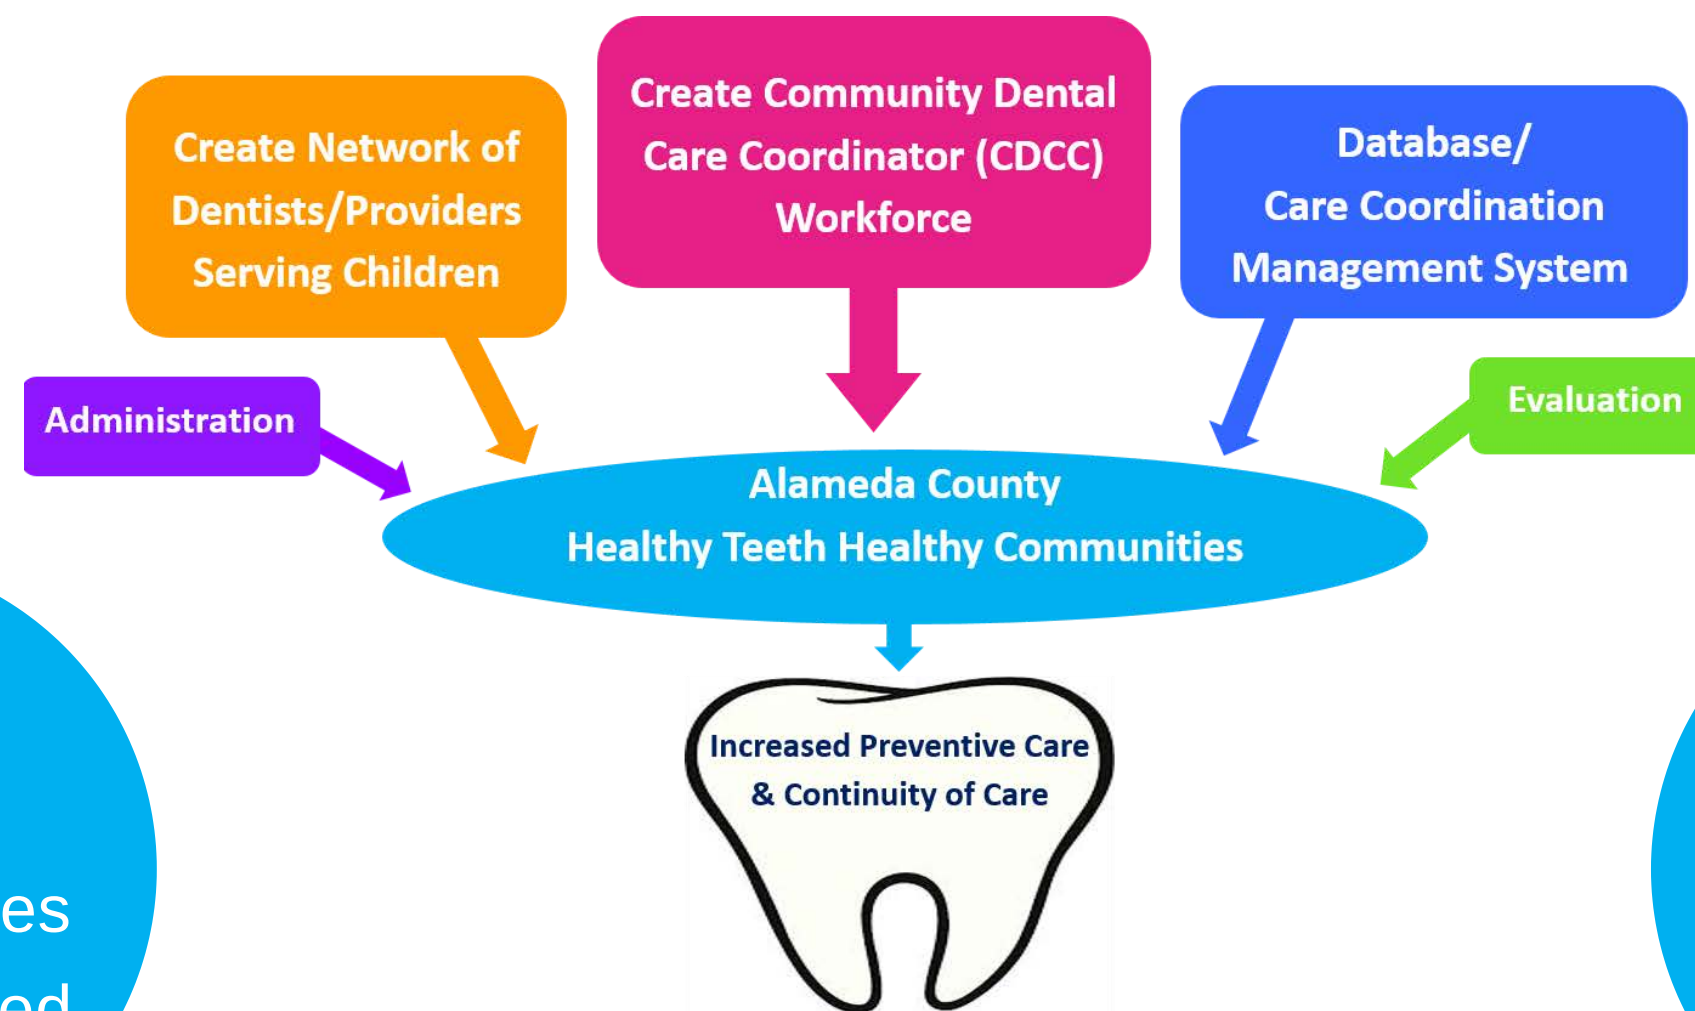 Create Network of
Dentists/Providers
Serving Children
Create Community Dental
Care Coordinator (CDCC)
Workforce
Database/
Care Coordination
Management System
Administration
Evaluation
Alameda County
Healthy Teeth Healthy Communities
Increased Preventive Care
& Continuity of Care